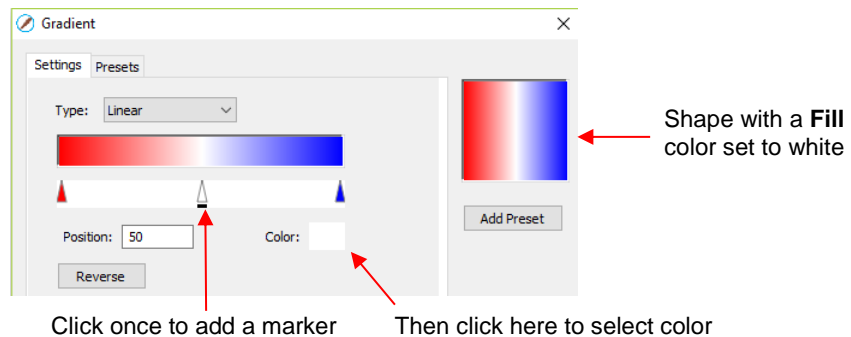 Gradient
Settings Presets
Type: Linear
Shape with a Fill
color set to white
Add Preset
Position: 50 Color:
Reverse
Click once to add a marker Then click here to select color